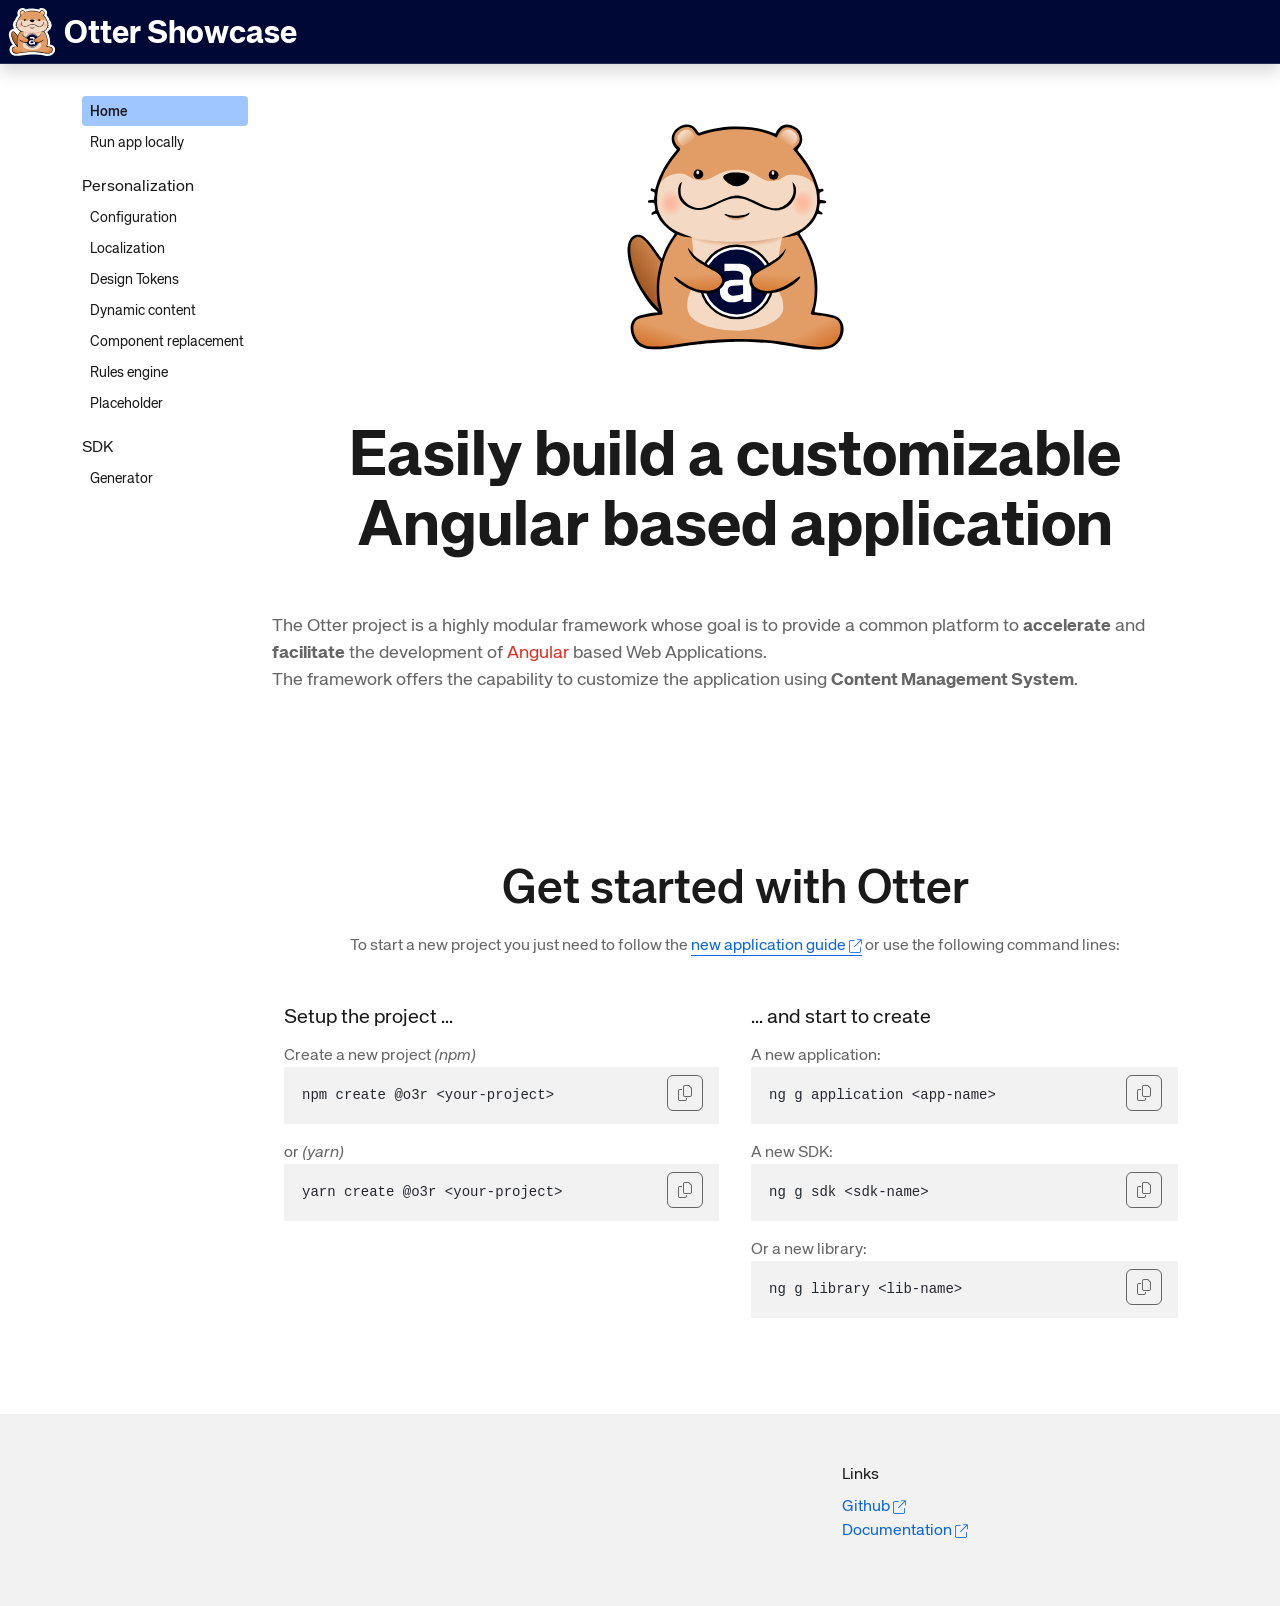 Otter Showcase
Home
Run app locally
Personalization
Configuration
Localization
Design Tokens
Dynamic content
Component replacement
Rules engine
Placeholder
SDK
Generator
a
a
Easily build a customizable
Angular based application
The Otter project is a highly modular framework whose goal is to provide a common platform to accelerate and
facilitate the development of Angular based Web Applications.
The framework offers the capability to customize the application using Content Management System.
Get started with Otter
To start a new project you just need to follow the new application guide or use the following command lines:
Setup the project ...
Create a new project (npm)
npm create @o3r <your-project>
or (yarn)
yarn create @o3r <your-project>
... and start to create
A new application:
ng g application <app-name>
A new SDK:
ng g sdk <sdk-name>
Or a new library:
ng g library <lib-name>
Links
Github
Documentation